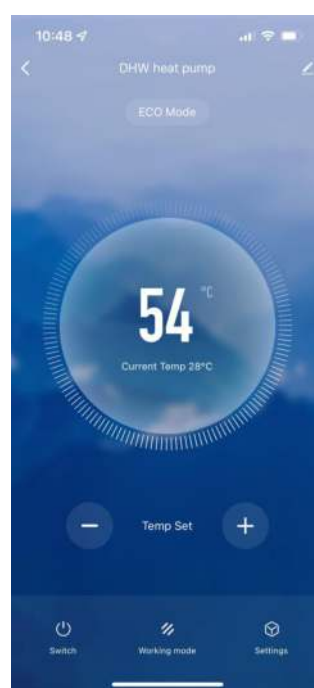 10:48
DHW heat pump
ECO Mode
54 °C
Current Temp 28°C
Temp Set
Switch
Working mode
Settings